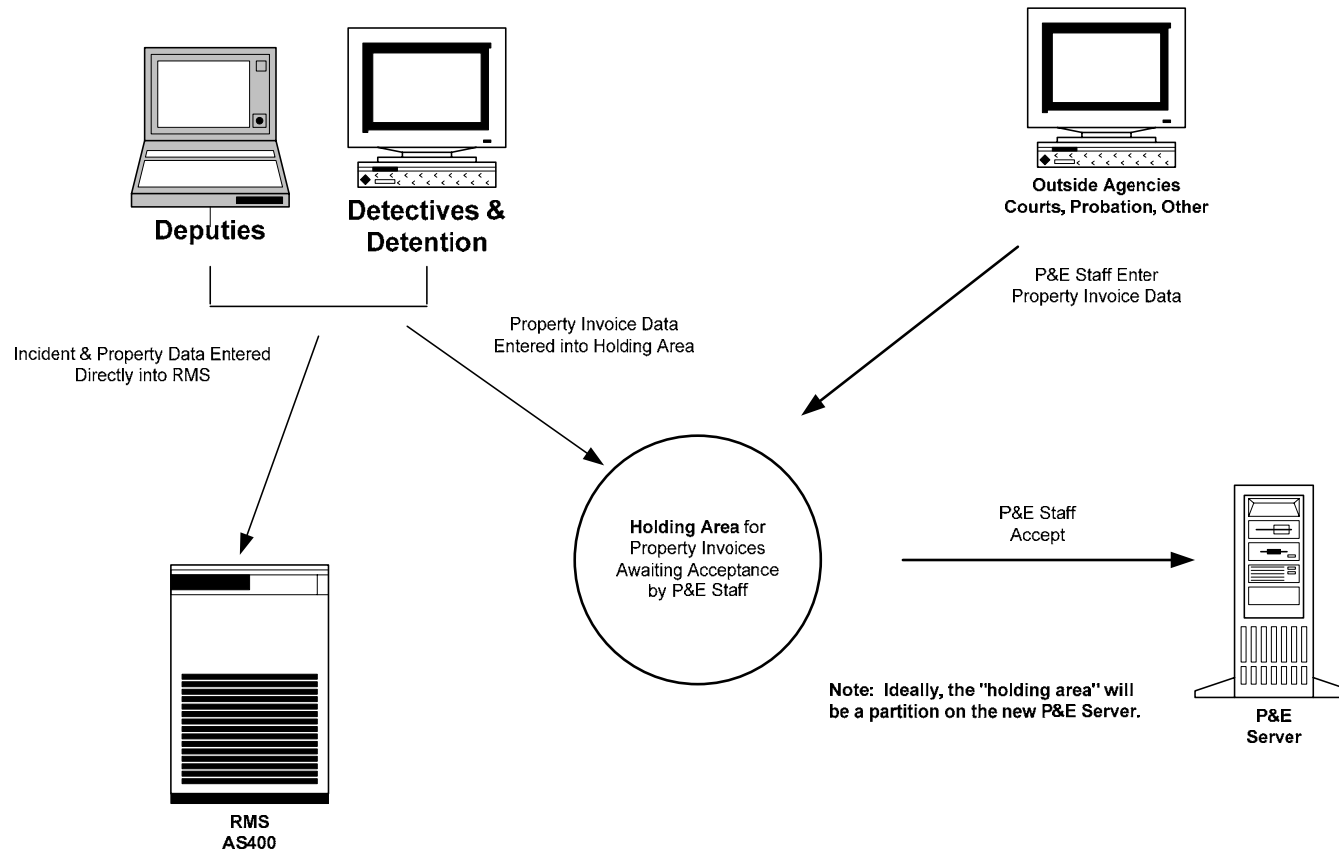 Deputies
Detectives &
Detention
Outside Agencies
Courts, Probation, Other
P&E Staff Enter
Property Invoice Data
Property Invoice Data
Entered into Holding Area
Incident & Property Data Entered
Directly into RMS
Holding Area for
Property Invoices
Awaiting Acceptance
by P&E Staff
P&E Staff
Accept
Note: Ideally, the "holding area" will
be a partition on the new P&E Server.
P&E
Server
RMS
AS400